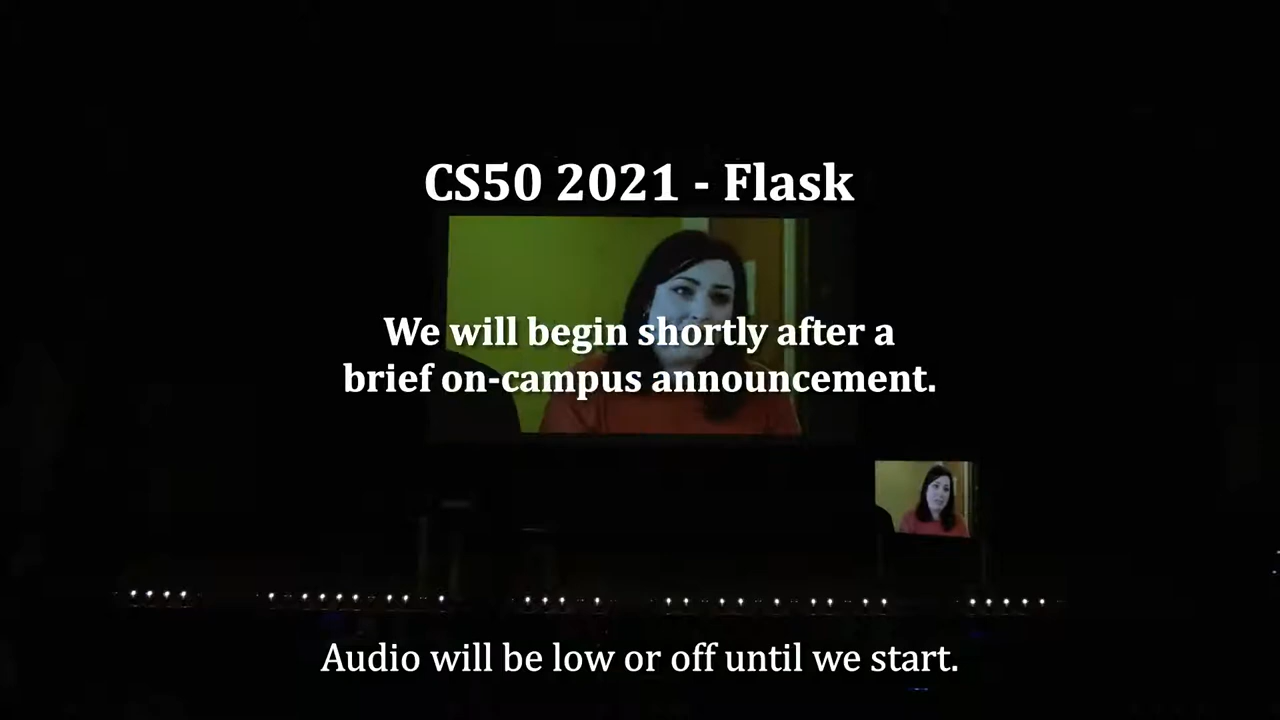 CS50 2021 - Flask
We will begin shortly after a
brief on-campus announcement.
Audio will be low or off until we start.